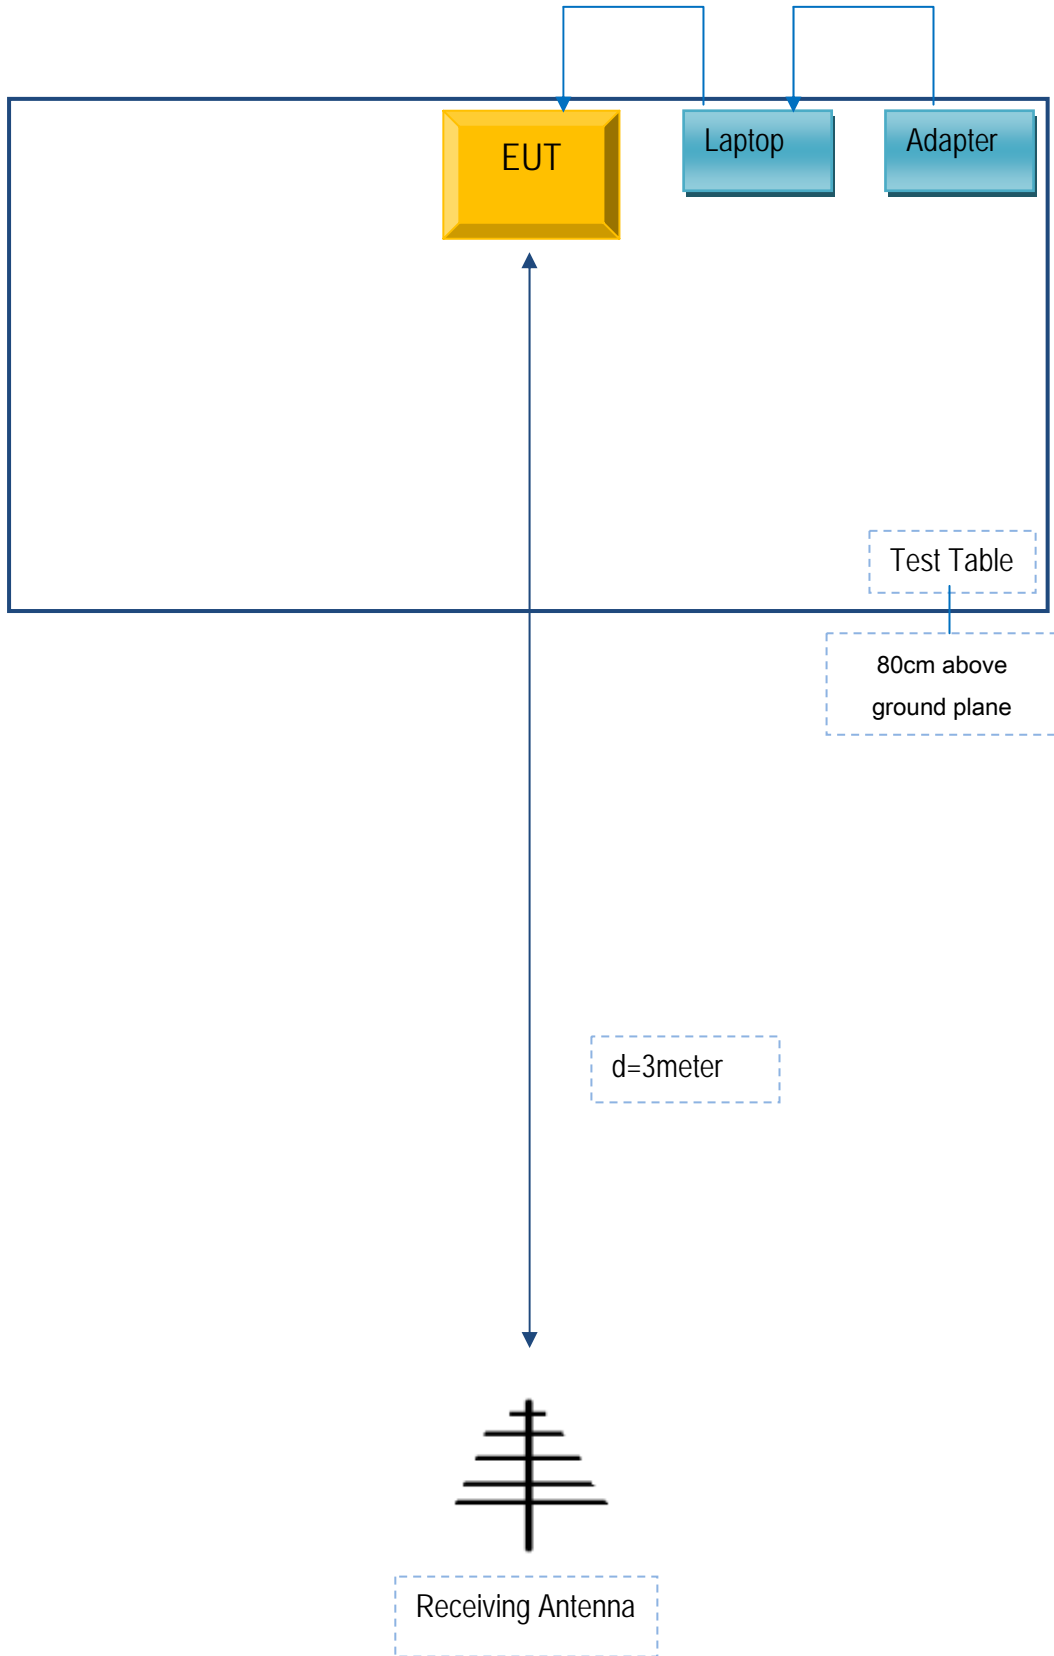 EUT
Laptop
Adapter
Test Table
80cm above
ground plane
d=3meter
Receiving Antenna